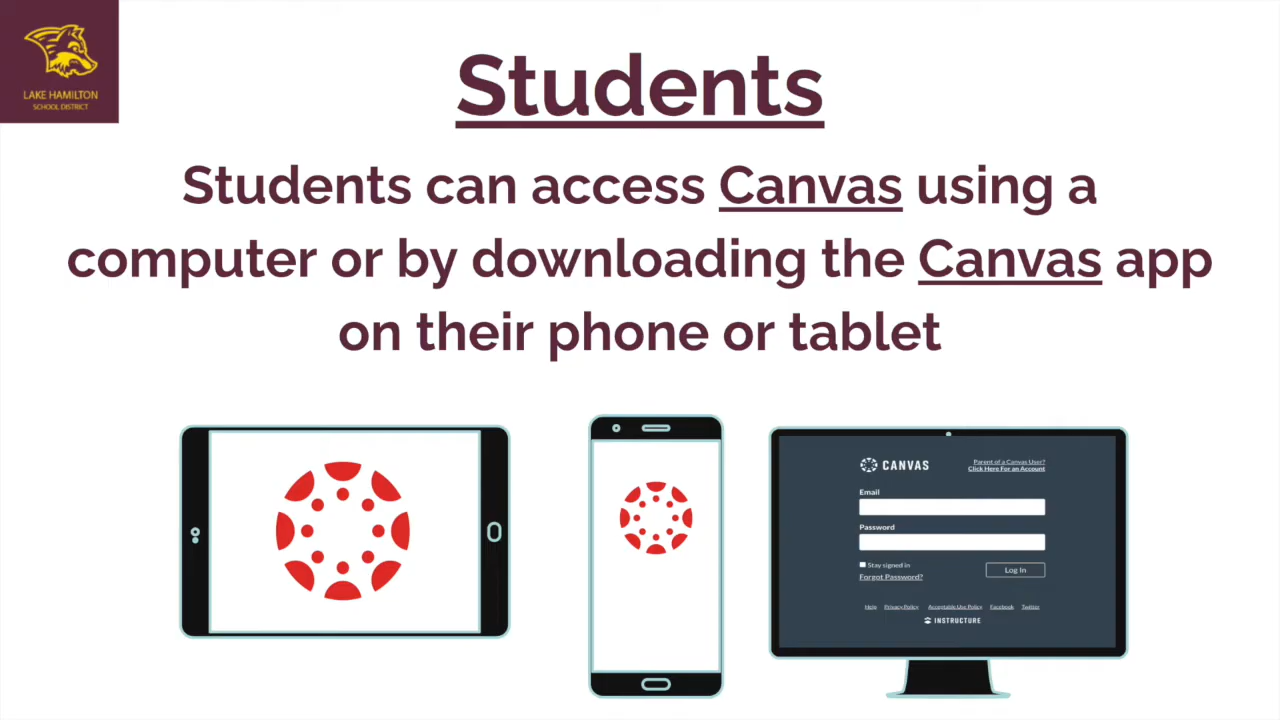 LAKE HAMILTON
SCHOOL DISTRICT
Students
Students can access Canvas using a
computer or by downloading the Canvas app
on their phone or tablet
CANVAS
Parent of a Canvas User?
Click Here For an Account
Email
Password
Stay signed in
Forgot Password?
Log In
Help Privacy Policy Acceptable Use Policy Facebook Twitter
INSTRUCTURE